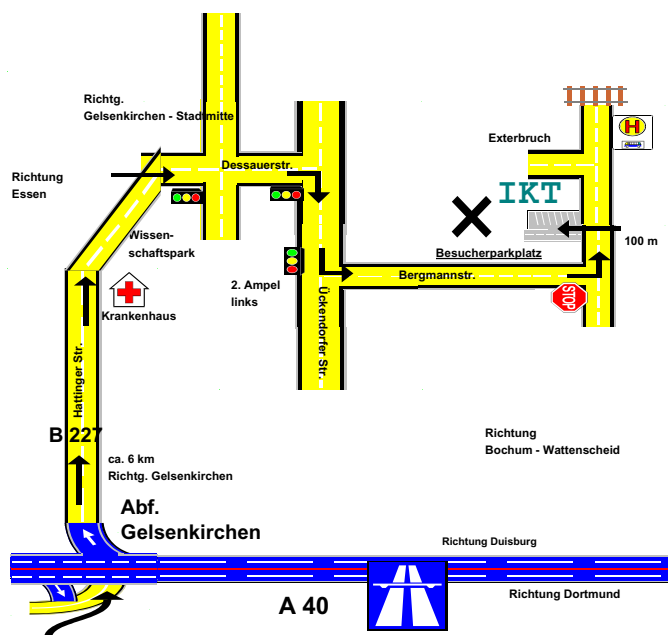 Richtg.
Gelsenkirchen - Stadtmitte
H
Exterbruch
Dessauerstr.
Richtung
Essen
IKT
Wissen-
schaftspark
100 m
Besucherparkplatz
Bergmannstr.
2. Ampel
links
STOP
Krankenhaus
Ückendorfer Str.
Hattinger Str.
B 227
Richtung
Bochum - Wattenscheid
ca. 6 km
Richtg. Gelsenkirchen
Abf.
Gelsenkirchen
Richtung Duisburg
Richtung Dortmund
A 40